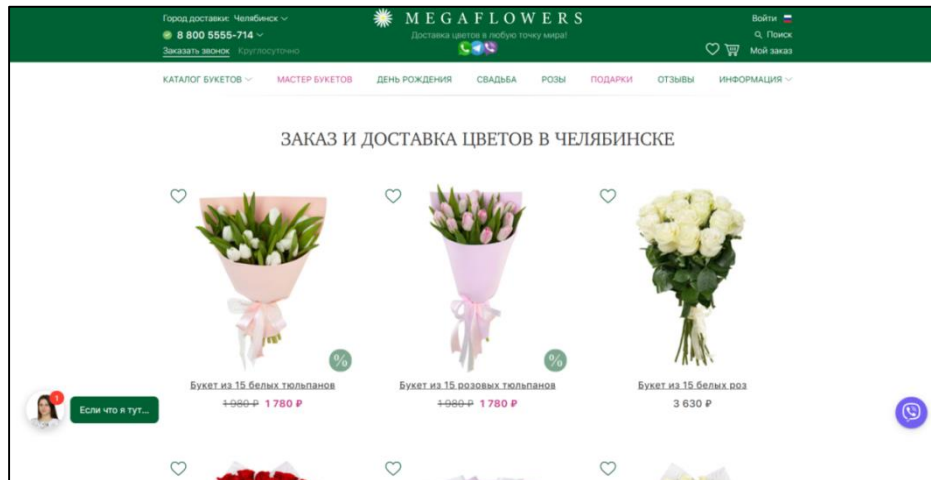 Город доставки: Челябинск
MEGAFLOWERS
Войти
8 800 5555-714
Доставка цветов в любую точку мира!
Поиск
Заказать звонок Круглосуточно
Мой заказ
КАТАЛОГ БУКЕТОВ МАСТЕР БУКЕТОВ ДЕНЬ РОЖДЕНИЯ СВАДЬБА РОЗЫ ПОДАРКИ ОТЗЫВЫ ИНФОРМАЦИЯ
ЗАКАЗ И ДОСТАВКА ЦВЕТОВ В ЧЕЛЯБИНСКЕ
%
%
Букет из 15 белых тюльпанов
1 980 ₽ 1 780 ₽
Букет из 15 розовых тюльпанов
1 980 ₽ 1 780 ₽
Букет из 15 белых роз
3 630 ₽
1
Если что я тут...